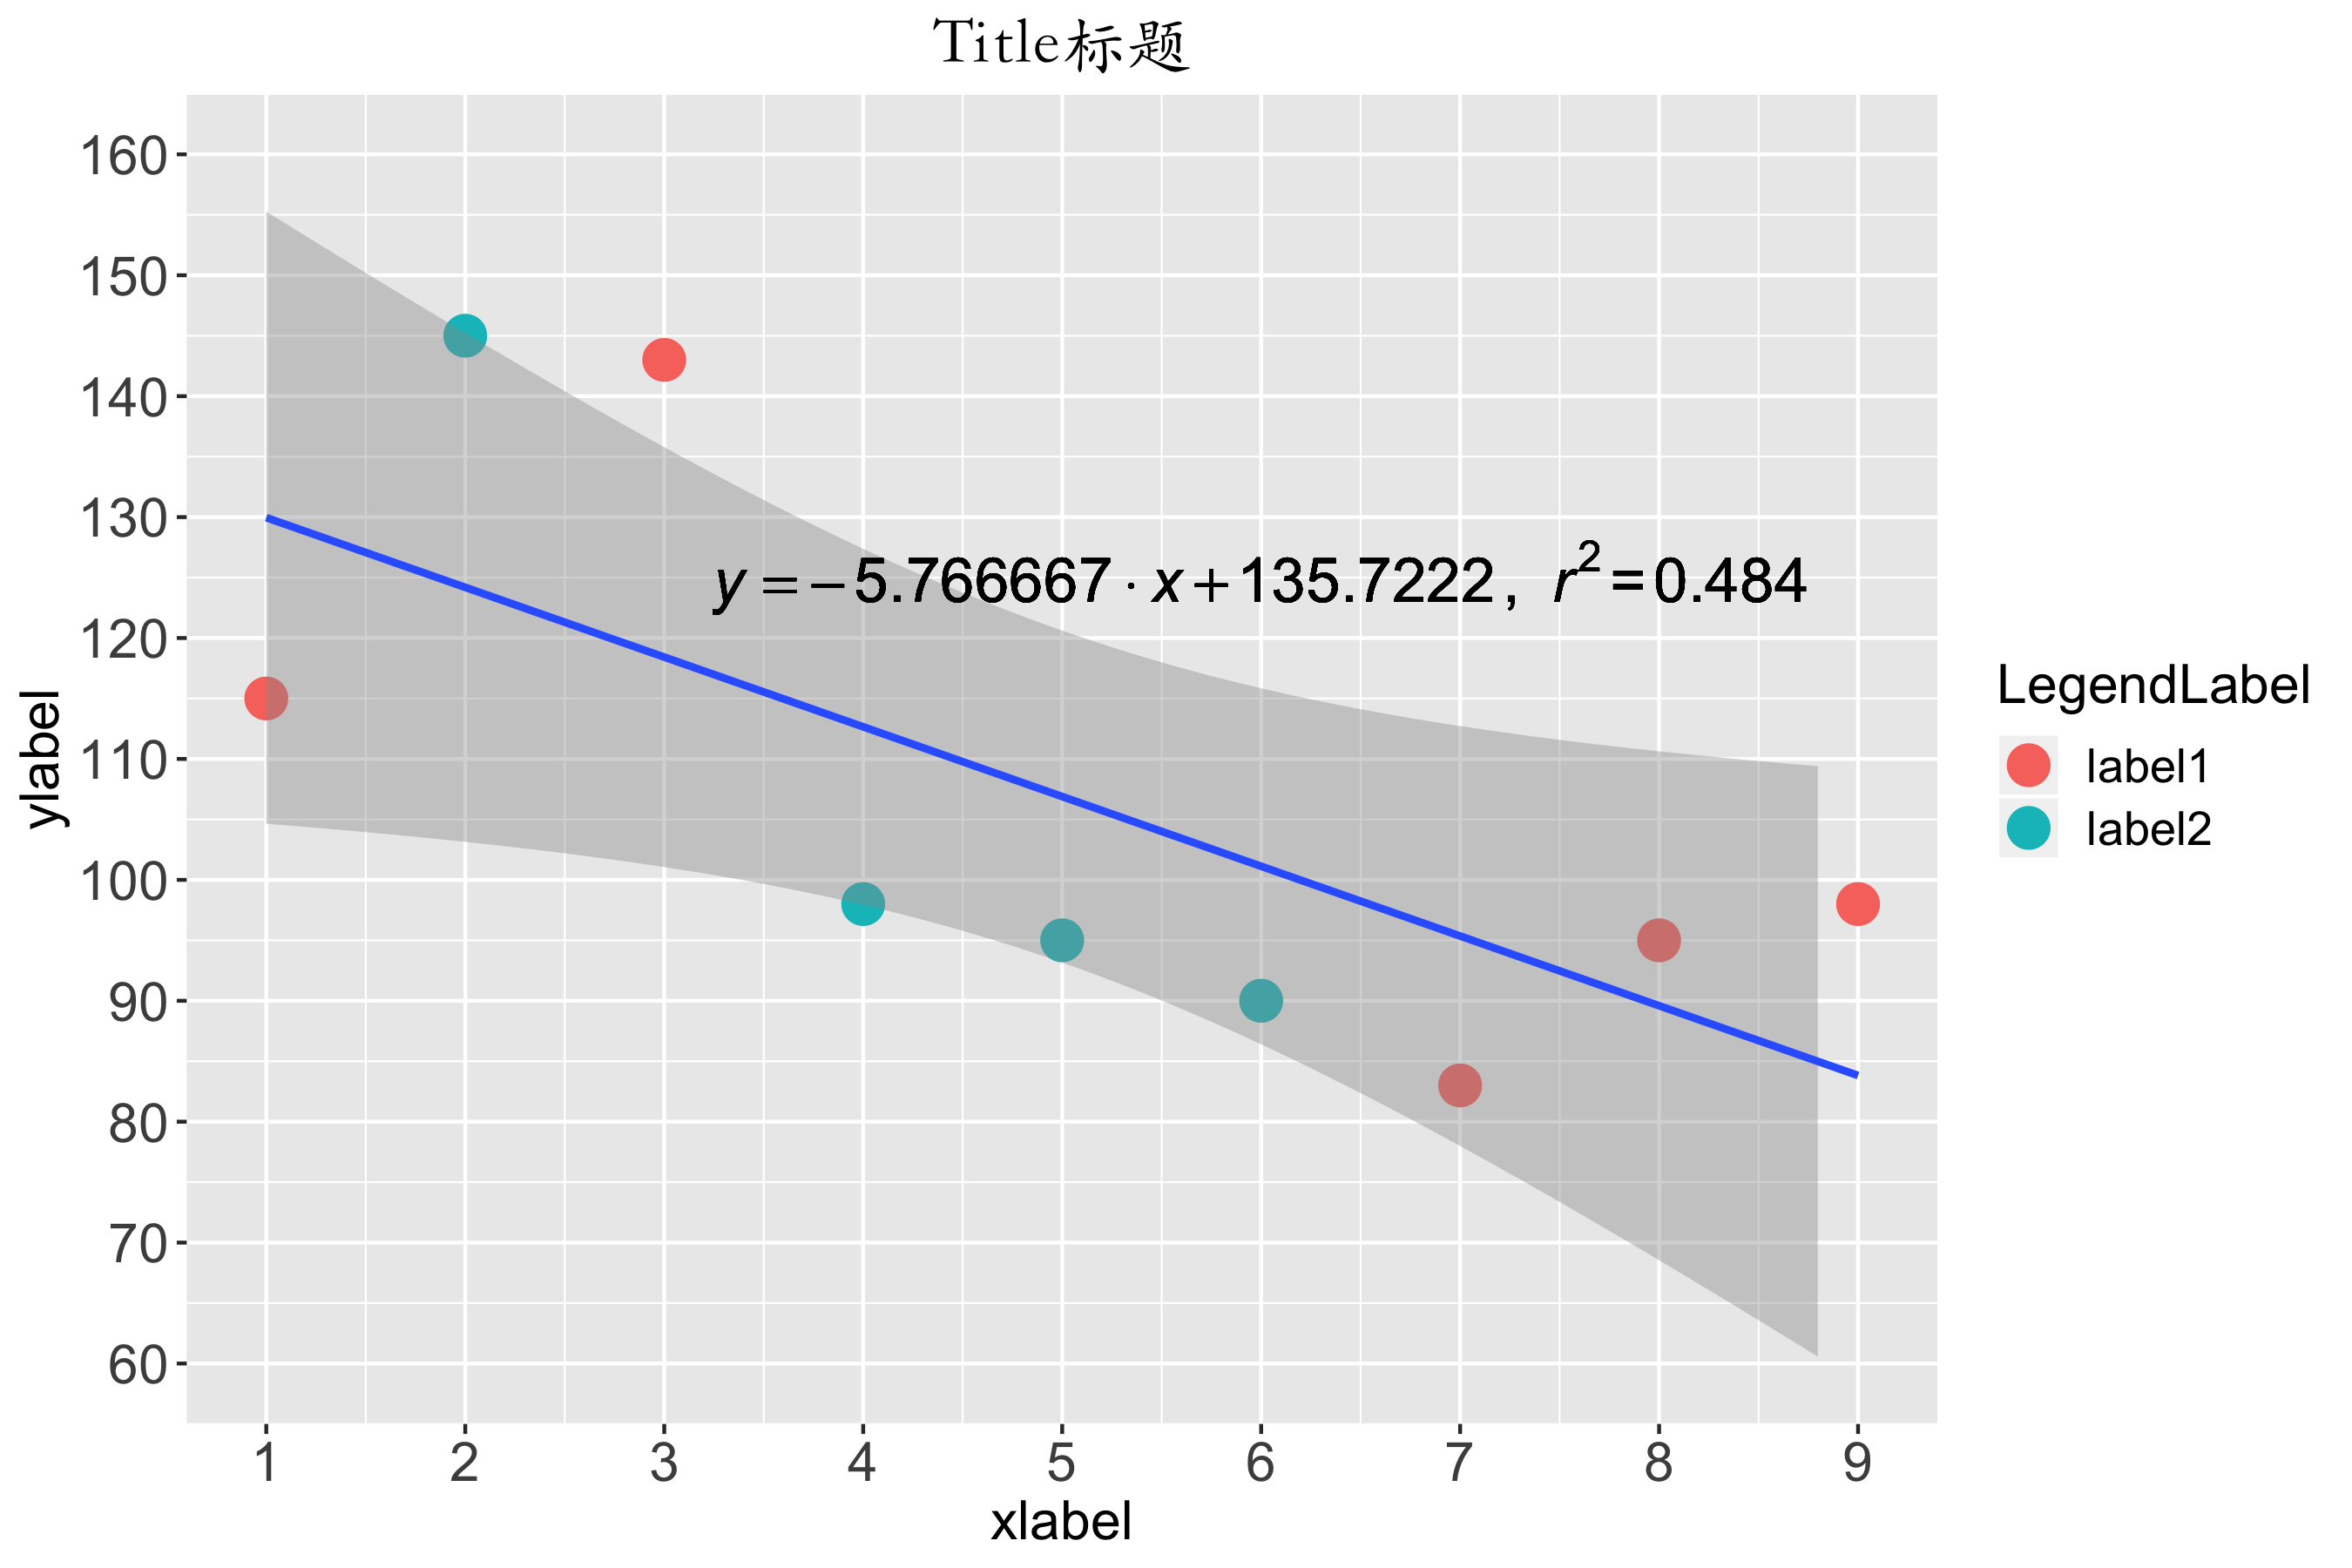 Title标题
160
150
140
130
120
110
100
90
80
70
60
ylabel
y = −5.766667 · x + 135.7222, r² = 0.484
1 2 3 4 5 6 7 8 9
xlabel
LegendLabel
label1
label2